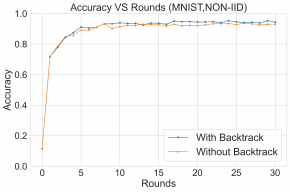 Accuracy VS Rounds (MNIST,NON-IID)
1.0
0.8
0.6
0.4
0.2
0.0
Accuracy
With Backtrack
Without Backtrack
0 5 10 15 20 25 30
Rounds